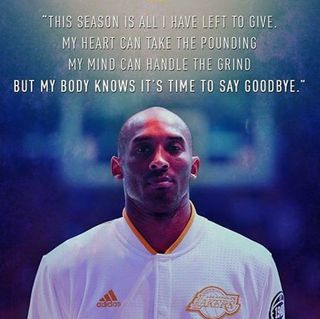 "THIS SEASON IS ALL I HAVE LEFT TO GIVE.
MY HEART CAN TAKE THE POUNDING
MY MIND CAN HANDLE THE GRIND
BUT MY BODY KNOWS IT'S TIME TO SAY GOODBYE."
adidas
LAKERS